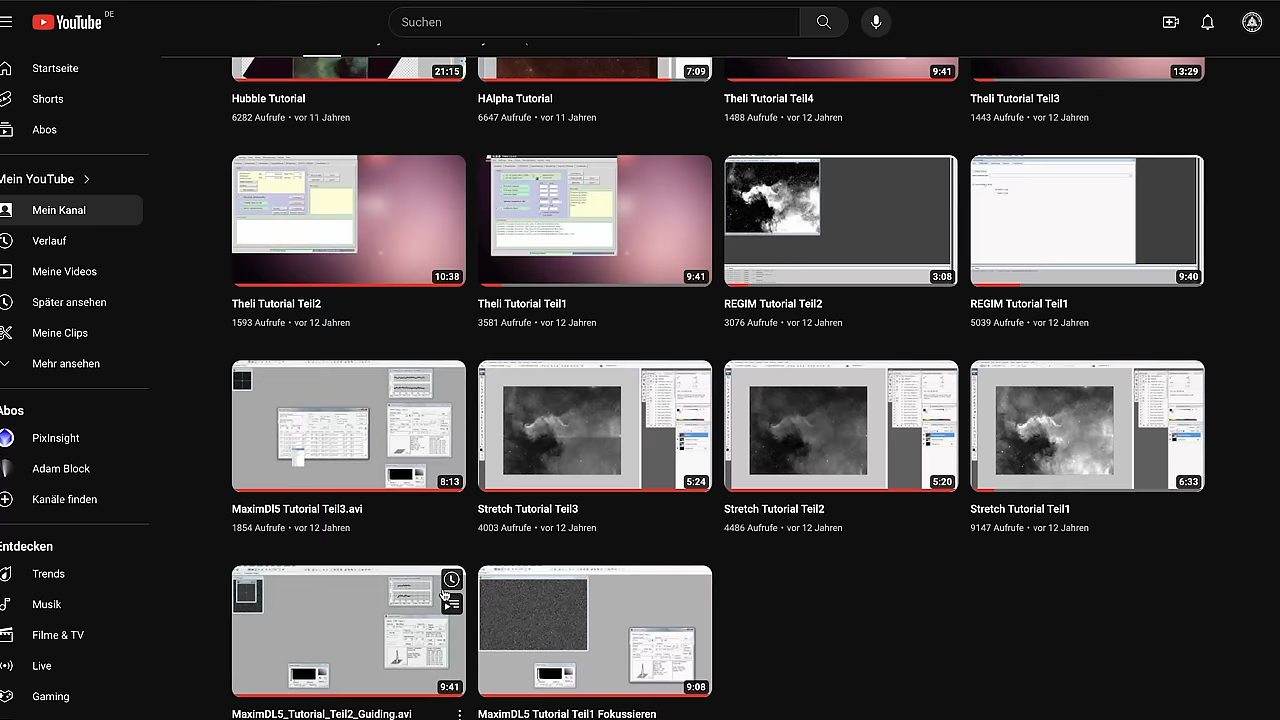 YouTube DE
Suchen
Startseite
Shorts
Abos
Mein YouTube
Mein Kanal
Verlauf
Meine Videos
Später ansehen
Meine Clips
Mehr ansehen
bos
PixInsight
Adam Block
Kanäle finden
Entdecken
Trends
Musik
Filme & TV
Live
Gaming
21:15
7:09
9:41
13:29
Hubble Tutorial
HAlpha Tutorial
Theli Tutorial Teil4
Theli Tutorial Teil3
6282 Aufrufe • vor 11 Jahren
6647 Aufrufe • vor 11 Jahren
1488 Aufrufe • vor 12 Jahren
1443 Aufrufe • vor 12 Jahren
10:38
9:41
3:08
9:40
Theli Tutorial Teil2
Theli Tutorial Teil1
REGIM Tutorial Teil2
REGIM Tutorial Teil1
1593 Aufrufe • vor 12 Jahren
3581 Aufrufe • vor 12 Jahren
3076 Aufrufe • vor 12 Jahren
5039 Aufrufe • vor 12 Jahren
8:13
5:24
5:20
6:33
MaximDl5 Tutorial Teil3.avi
Stretch Tutorial Teil3
Stretch Tutorial Teil2
Stretch Tutorial Teil1
1854 Aufrufe • vor 12 Jahren
4003 Aufrufe • vor 12 Jahren
4486 Aufrufe • vor 12 Jahren
9147 Aufrufe • vor 12 Jahren
9:41
9:08
MaximDL5_Tutorial_Teil2_Guiding.avi
MaximDL5 Tutorial Teil1 Fokussieren